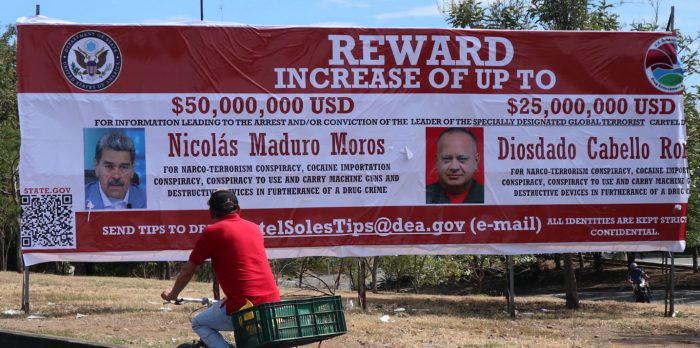 REWARD
INCREASE OF UP TO
$50,000,000 USD
$25,000,000 USD
FOR INFORMATION LEADING TO THE ARREST AND/OR CONVICTION OF THE LEADER OF THE SPECIALLY DESIGNATED GLOBAL TERRORIST
Nicolás Maduro Moros
FOR NARCO-TERRORISM CONSPIRACY, COCAINE IMPORTATION
CONSPIRACY, CONSPIRACY TO USE AND CARRY MACHINE GUNS AND
DESTRUCTIVE DEVICES IN FURTHERANCE OF A DRUG CRIME
Diosdado Cabello
FOR NARCO-TERRORISM CONSPIRACY, COCAINE
CONSPIRACY, CONSPIRACY TO USE AND CARRY MACHINE
DESTRUCTIVE DEVICES IN FURTHERANCE OF A DRUG
STATE.GOV
SEND TIPS TO telSolesTips@dea.gov (e-mail)
ALL IDENTITIES ARE KEPT
CONFIDENTIAL.